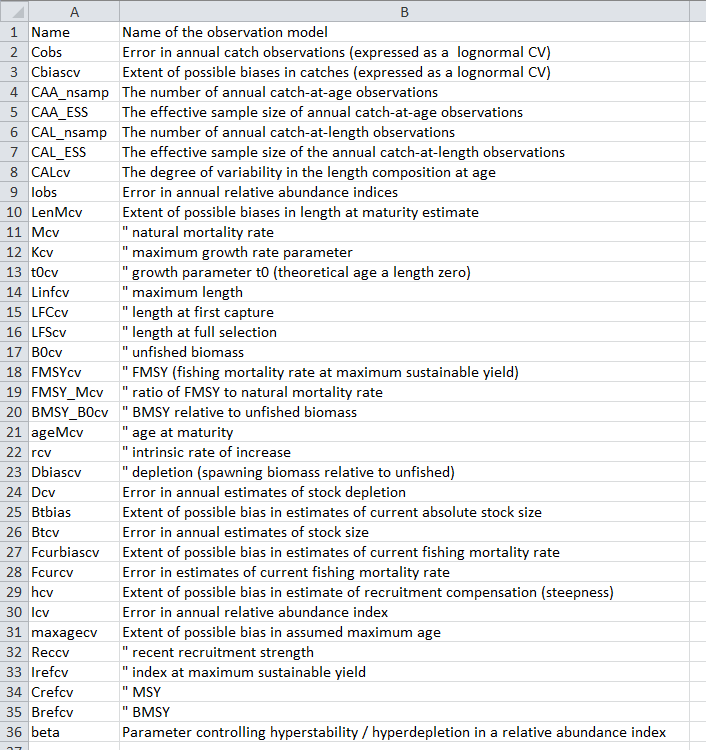 A B
1 Name Name of the observation model
2 Cobs Error in annual catch observations (expressed as a  lognormal CV)
3 Cbiascv Extent of possible biases in catches (expressed as a lognormal CV)
4 CAA_nsamp The number of annual catch-at-age observations
5 CAA_ESS The effective sample size of annual catch-at-age observations
6 CAL_nsamp The number of annual catch-at-length observations
7 CAL_ESS The effective sample size of the annual catch-at-length observations
8 CALcv The degree of variability in the length composition at age
9 Iobs Error in annual relative abundance indices
10 LenMcv Extent of possible biases in length at maturity estimate
11 Mcv " natural mortality rate
12 Kcv " maximum growth rate parameter
13 t0cv " growth parameter t0 (theoretical age a length zero)
14 Linfcv " maximum length
15 LFCcv " length at first capture
16 LFScv " length at full selection
17 B0cv " unfished biomass
18 FMSYcv " FMSY (fishing mortality rate at maximum sustainable yield)
19 FMSY_Mcv " ratio of FMSY to natural mortality rate
20 BMSY_B0cv " BMSY relative to unfished biomass
21 ageMcv " age at maturity
22 rcv " intrinsic rate of increase
23 Dbiascv " depletion (spawning biomass relative to unfished)
24 Dcv Error in annual estimates of stock depletion
25 Btbias Extent of possible bias in estimates of current absolute stock size
26 Btcv Error in annual estimates of stock size
27 Fcurbiascv Extent of possible bias in estimates of current fishing mortality rate
28 Fcurcv Error in estimates of current fishing mortality rate
29 hcv Extent of possible bias in estimate of recruitment compensation (steepness)
30 Icv Error in annual relative abundance index
31 maxagecv Extent of possible bias in assumed maximum age
32 Reccv " recent recruitment strength
33 Irefcv " index at maximum sustainable yield
34 Crefcv " MSY
35 Brefcv " BMSY
36 beta Parameter controlling hyperstability / hyperdepletion in a relative abundance index
37